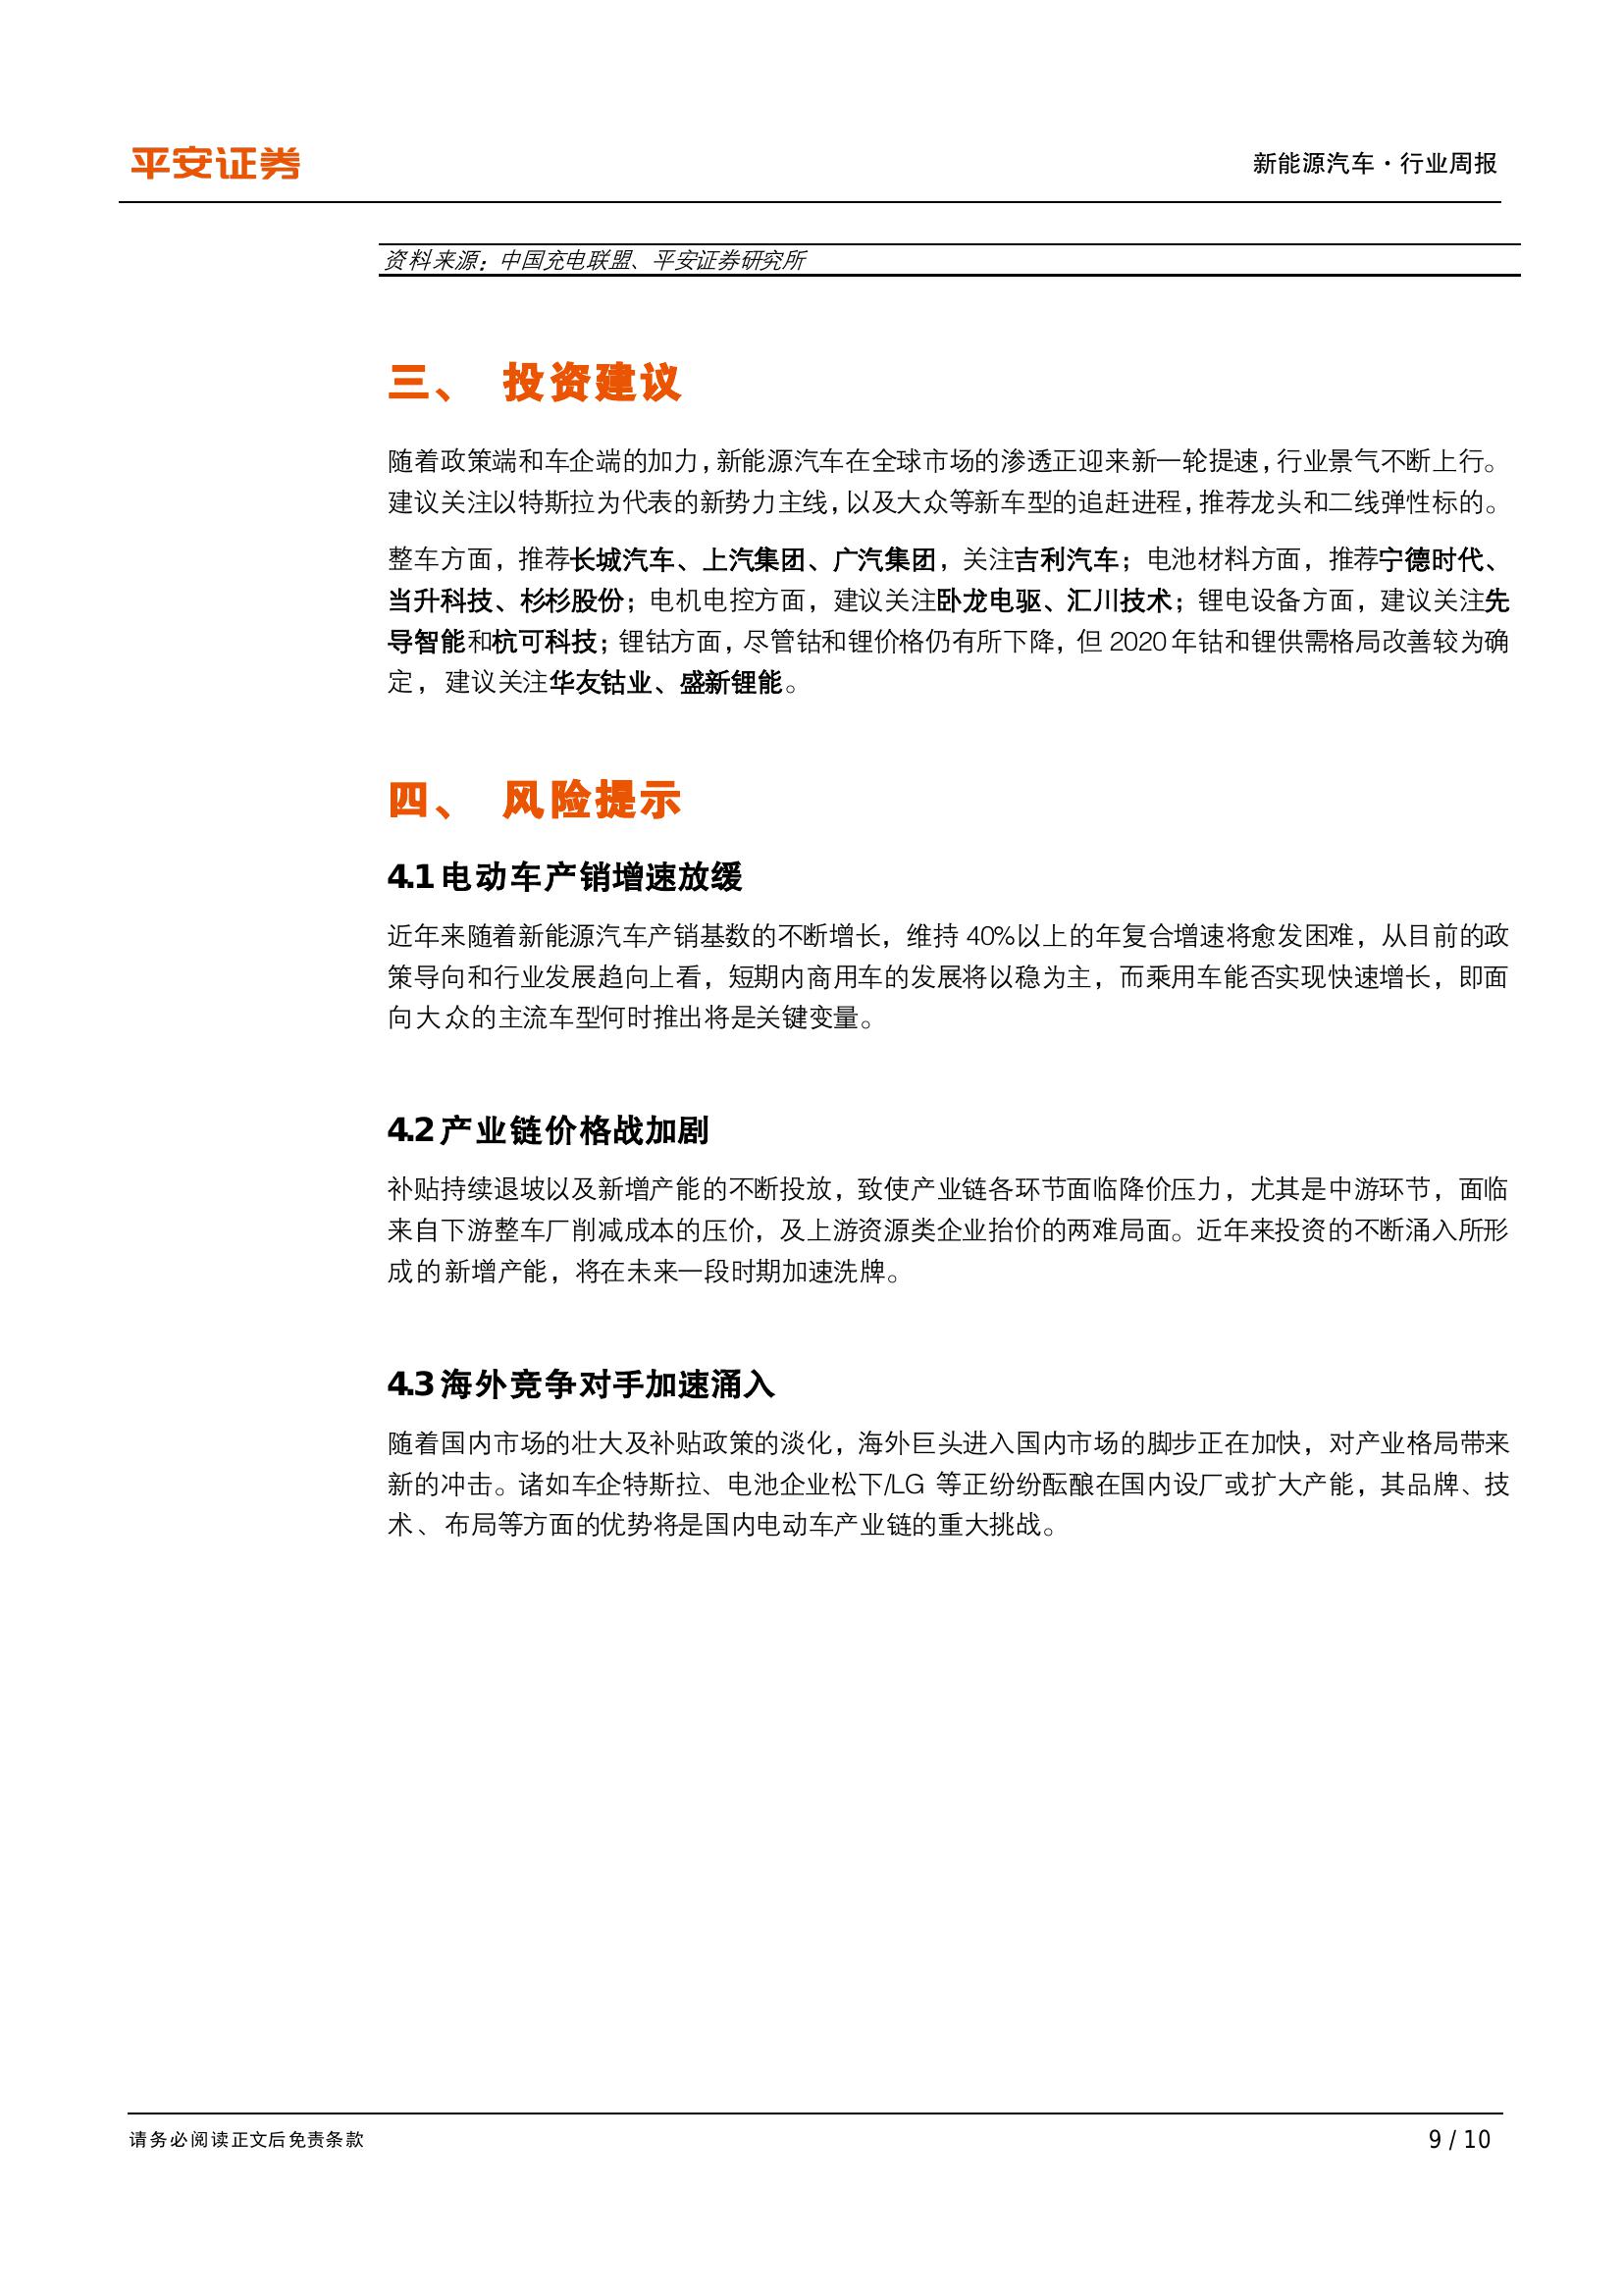 平安证券
新能源汽车·行业周报
资料来源：中国充电联盟、平安证券研究所
三、 投资建议
随着政策端和车企端的加力，新能源汽车在全球市场的渗透正迎来新一轮提速，行业景气不断上行。
建议关注以特斯拉为代表的新势力主线，以及大众等新车型的追赶进程，推荐龙头和二线弹性标的。
整车方面，推荐长城汽车、上汽集团、广汽集团，关注吉利汽车；电池材料方面，推荐宁德时代、
当升科技、杉杉股份；电机电控方面，建议关注卧龙电驱、汇川技术；锂电设备方面，建议关注先
导智能和杭可科技；锂钴方面，尽管钴和锂价格仍有所下降，但 2020 年钴和锂供需格局改善较为确
定，建议关注华友钴业、盛新锂能。
四、 风险提示
4.1 电动车产销增速放缓
近年来随着新能源汽车产销基数的不断增长，维持 40%以上的年复合增速将愈发困难，从目前的政
策导向和行业发展趋向上看，短期内商用车的发展将以稳为主，而乘用车能否实现快速增长，即面
向大众的主流车型何时推出将是关键变量。
4.2 产业链价格战加剧
补贴持续退坡以及新增产能的不断投放，致使产业链各环节面临降价压力，尤其是中游环节，面临
来自下游整车厂削减成本的压价，及上游资源类企业抬价的两难局面。近年来投资的不断涌入所形
成的新增产能，将在未来一段时期加速洗牌。
4.3 海外竞争对手加速涌入
随着国内市场的壮大及补贴政策的淡化，海外巨头进入国内市场的脚步正在加快，对产业格局带来
新的冲击。诸如车企特斯拉、电池企业松下/LG 等正纷纷酝酿在国内设厂或扩大产能，其品牌、技
术、布局等方面的优势将是国内电动车产业链的重大挑战。
请务必阅读正文后免责条款
9 / 10